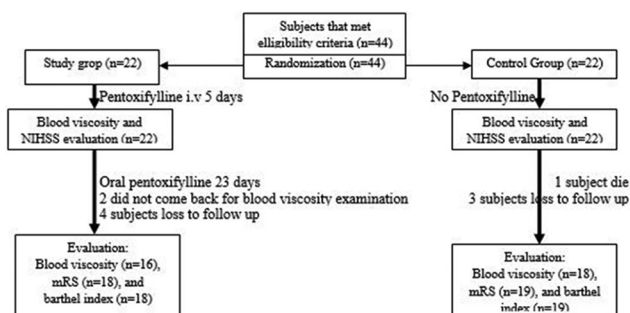 Subjects that met
elligibility criteria (n=44)
Randomization (n=44)
Study grop (n=22)
Control Group (n=22)
Pentoxifylline i.v 5 days
No Pentoxifylline
Blood viscosity and
NIHSS evaluation (n=22)
Blood viscosity and
NIHSS evaluation (n=22)
Oral pentoxifylline 23 days
2 did not come back for blood viscosity examination
4 subjects loss to follow up
1 subject die
3 subjects loss to follow up
Evaluation:
Blood viscosity (n=16),
mRS (n=18), and
barthel index (n=18)
Evaluation:
Blood viscosity (n=18),
mRS (n=19), and barthel
index (n=19)